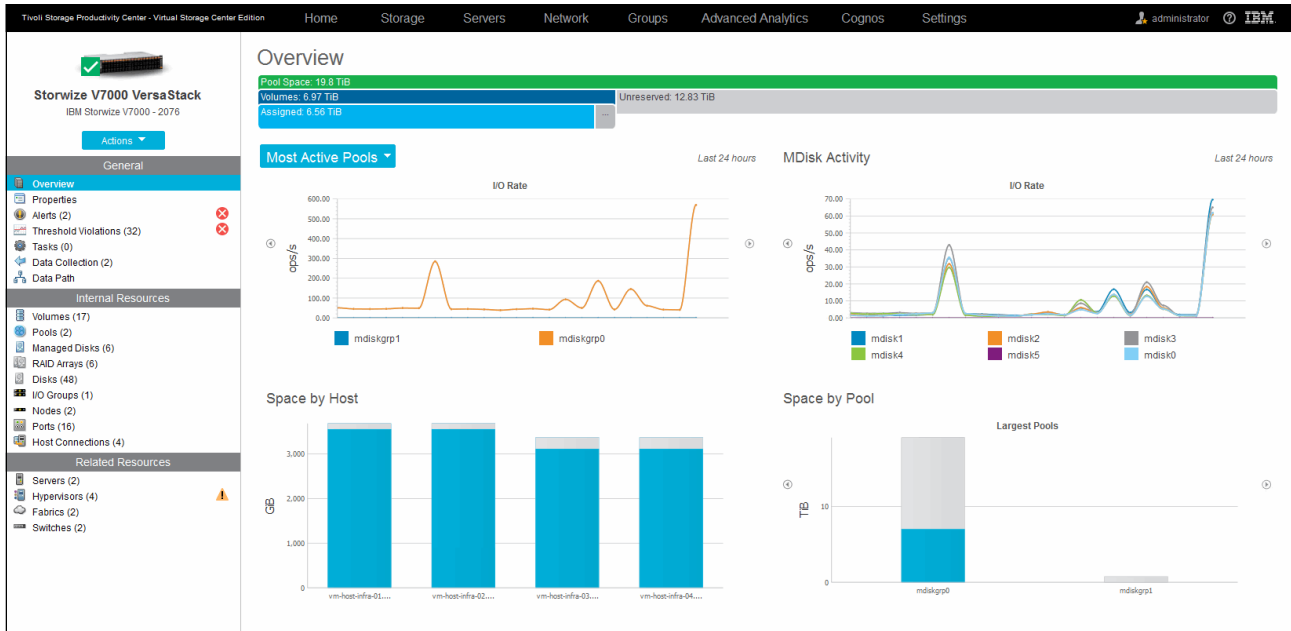 Tivoli Storage Productivity Center - Virtual Storage Center Edition
Home Storage Servers Network Groups Advanced Analytics Cognos Settings
administrator
IBM
Storwize V7000 VersaStack
IBM Storwize V7000 - 2076
Actions
General
Overview
Properties
Alerts (2)
Threshold Violations (32)
Tasks (0)
Data Collection (2)
Data Path
Internal Resources
Volumes (17)
Pools (2)
Managed Disks (6)
RAID Arrays (6)
Disks (48)
I/O Groups (1)
Nodes (2)
Ports (16)
Host Connections (4)
Related Resources
Servers (2)
Hypervisors (4)
Fabrics (2)
Switches (2)
Overview
Pool Space: 19.8 TiB
Volumes: 6.97 TiB
Unreserved: 12.83 TiB
Assigned: 6.56 TiB
...
Most Active Pools
Last 24 hours
I/O Rate
ops/s
600.00
500.00
400.00
300.00
200.00
100.00
0.00
mdiskgrp1 mdiskgrp0
MDisk Activity
Last 24 hours
I/O Rate
ops/s
70.00
60.00
50.00
40.00
30.00
20.00
10.00
0.00
mdisk1 mdisk2 mdisk3
mdisk4 mdisk5 mdisk0
Space by Host
GiB
3,000
2,000
1,000
0
vm-host-infra-01.... vm-host-infra-02.... vm-host-infra-03.... vm-host-infra-04....
Space by Pool
Largest Pools
TiB
10
0
mdiskgrp0 mdiskgrp1